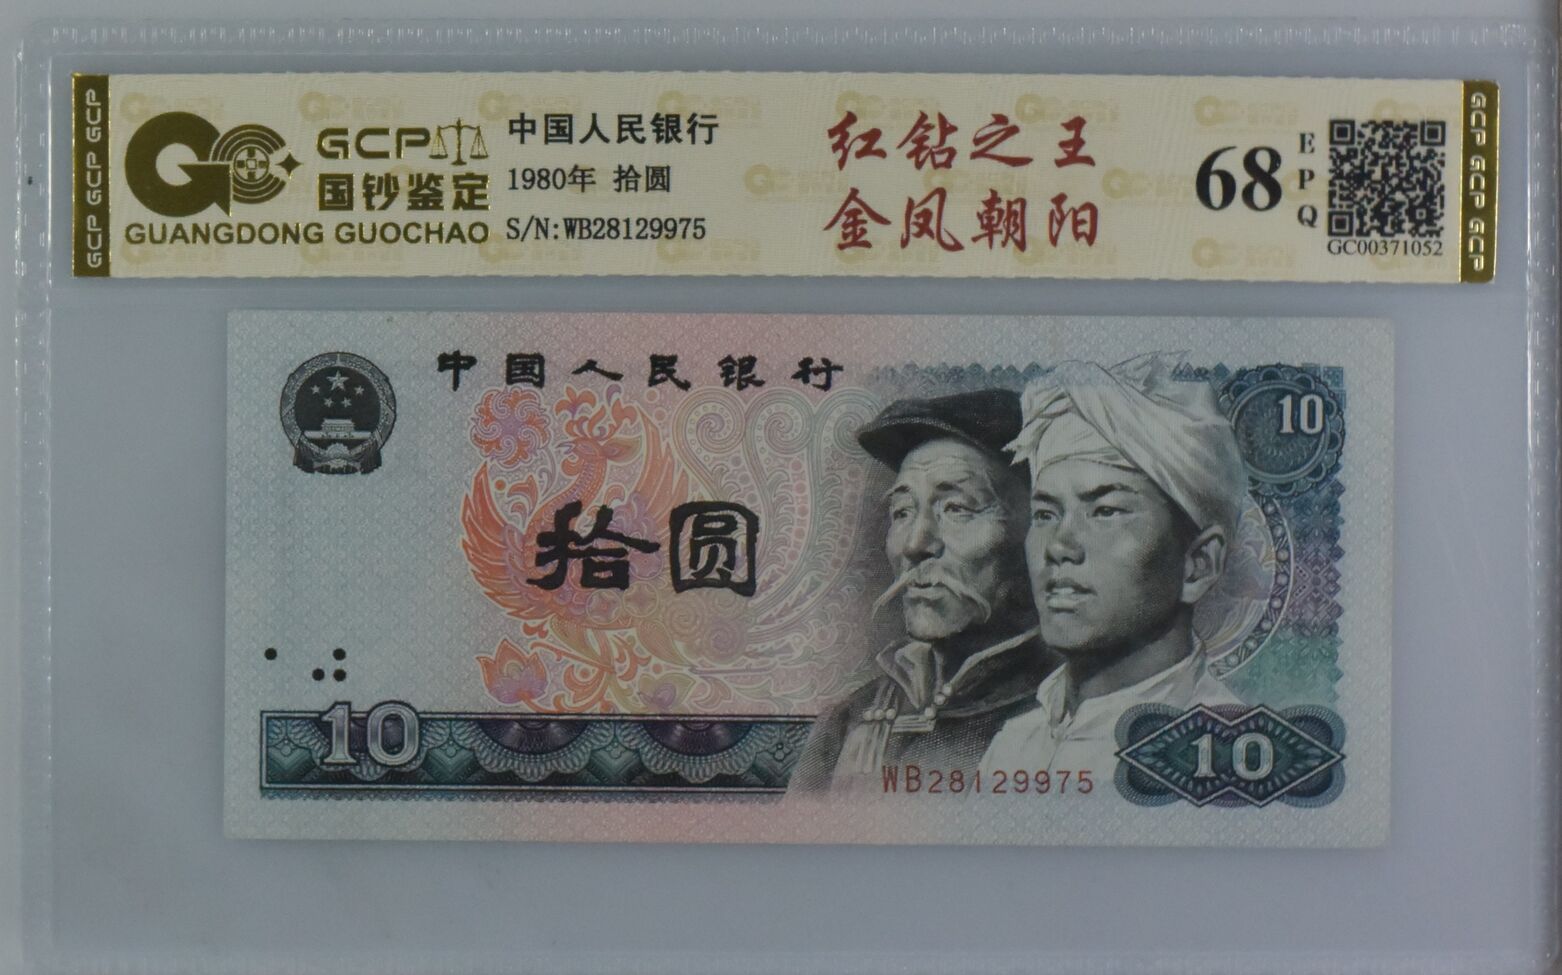 GCP GCP GCP
GCP
国钞鉴定
GUANGDONG GUOCHAO
中国人民银行
1980年 拾圆
S/N:WB28129975
红钻之王
金凤朝阳
68
EPQ
GC00371052
GCP GCP GCP
中国人民银行
10
拾圆
10
WB28129975
10